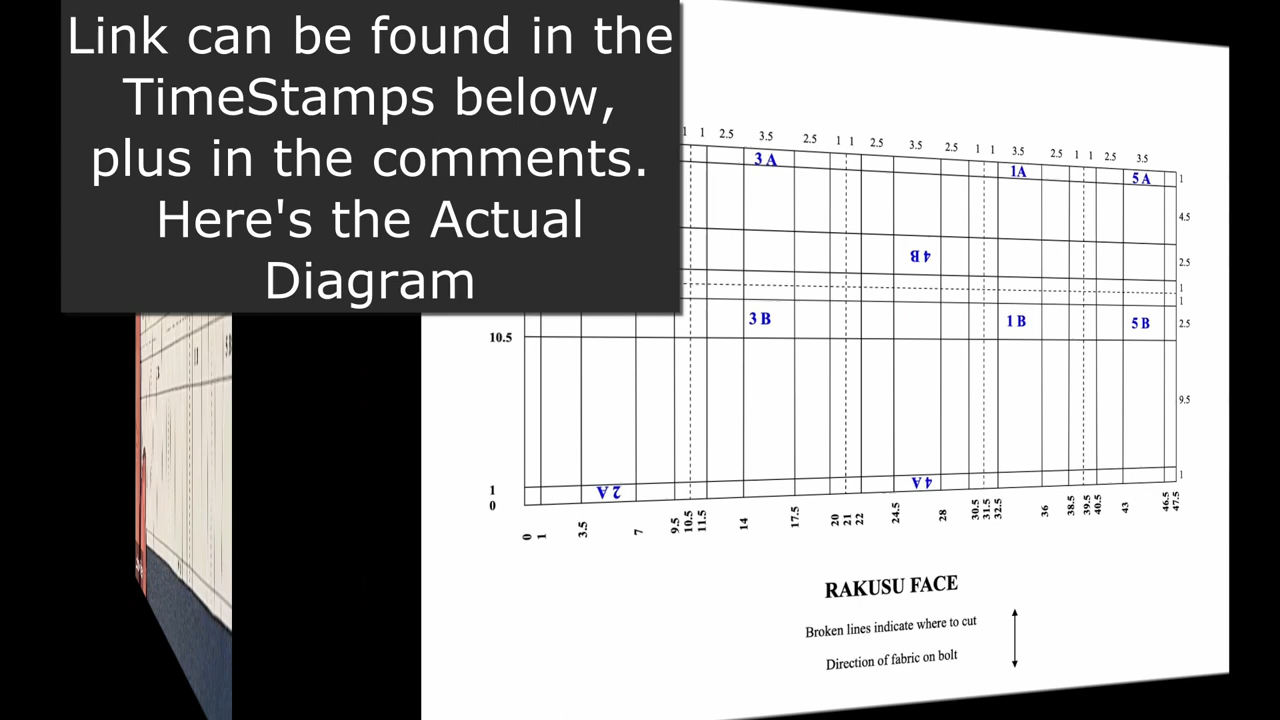 Link can be found in the
TimeStamps below,
plus in the comments.
Here's the Actual
Diagram
1 1 2.5 3.5 2.5 1 1 2.5 3.5 2.5 1 1 3.5 2.5 1 1 2.5 3.5
3 A 1A 5 A 1
4.5
4 B 2.5
1
1
3 B 1 B 5 B 2.5
10.5
9.5
1 2 A 4 A 1
0
0 1 3.5 7 9.5 10.5 11.5 14 17.5 20 21 22 24.5 28 30.5 31.5 32.5 36 38.5 39.5 40.5 43 46.5 47.5
RAKUSU FACE
Broken lines indicate where to cut
Direction of fabric on bolt